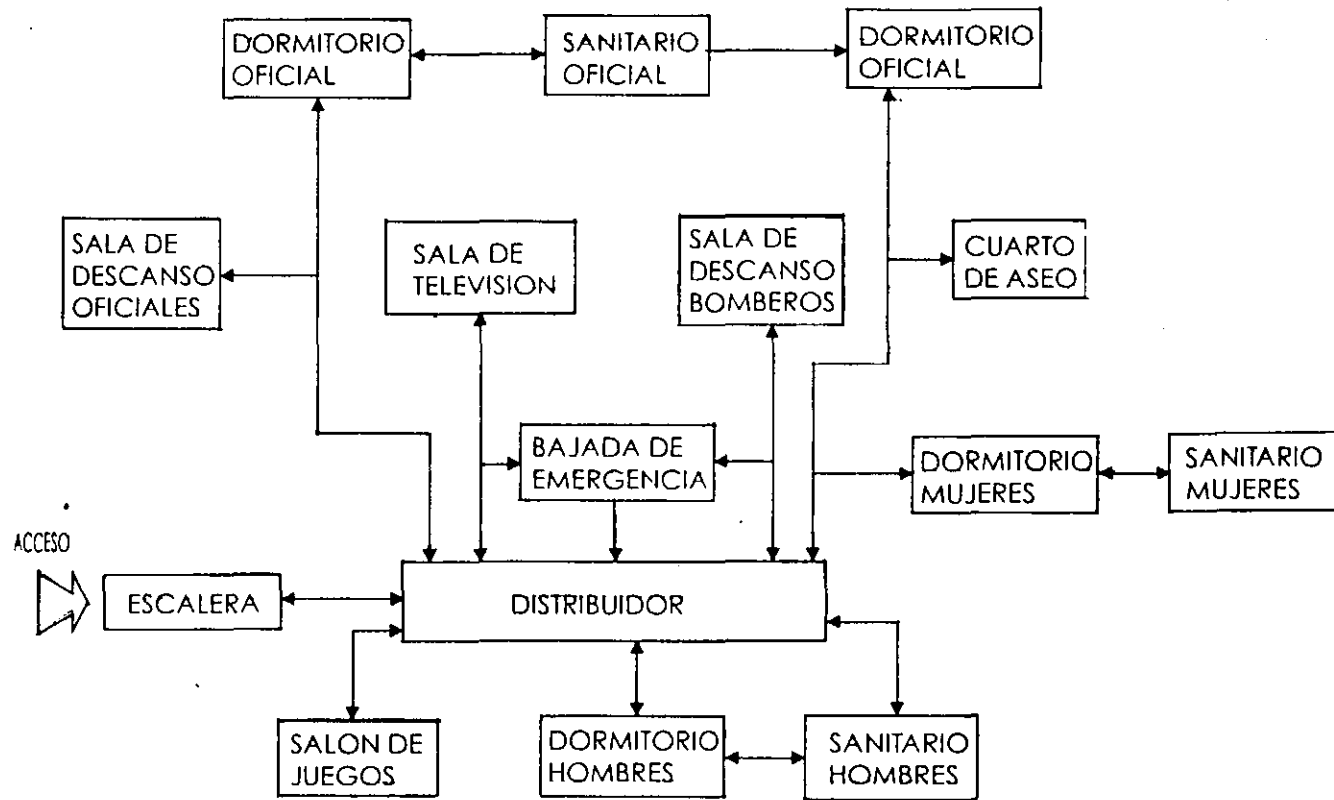 DORMITORIO
OFICIAL
SANITARIO
OFICIAL
DORMITORIO
OFICIAL
SALA DE
DESCANSO
OFICIALES
SALA DE
TELEVISION
SALA DE
DESCANSO
BOMBEROS
CUARTO
DE ASEO
BAJADA DE
EMERGENCIA
DORMITORIO
MUJERES
SANITARIO
MUJERES
ACCESO
ESCALERA
DISTRIBUIDOR
SALON DE
JUEGOS
DORMITORIO
HOMBRES
SANITARIO
HOMBRES